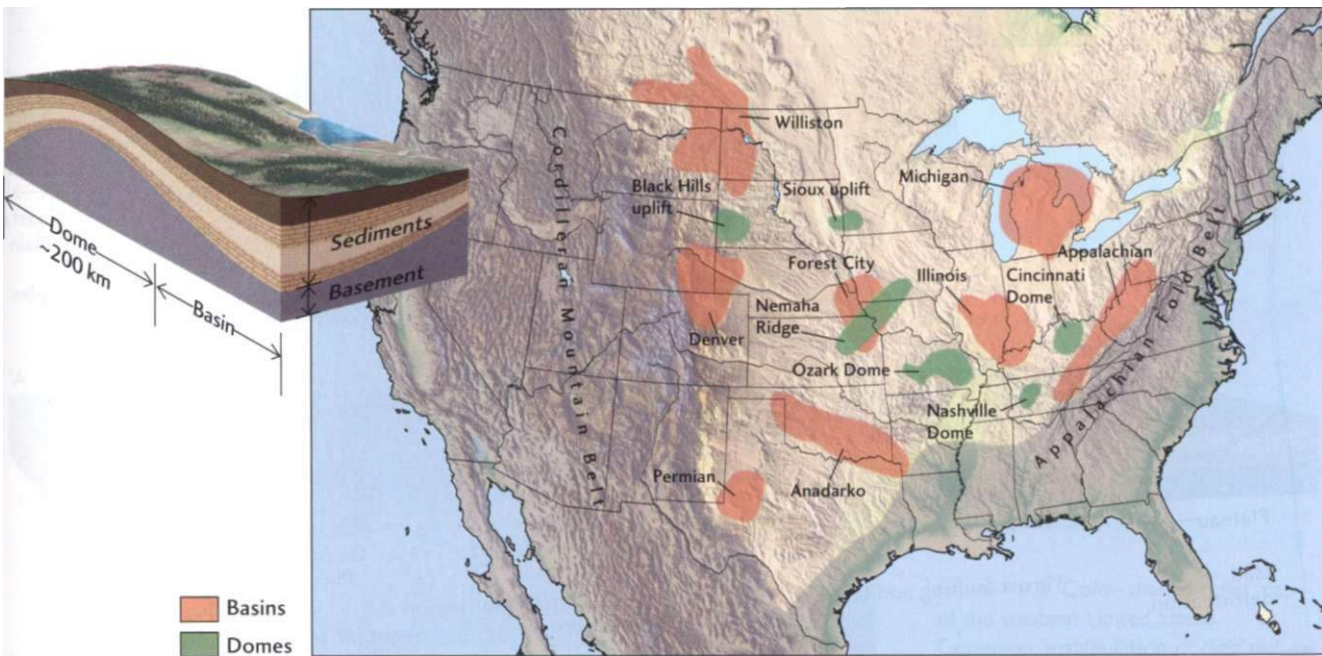 Williston
Black Hills
uplift
Sioux uplift
Michigan
Sediments
Basement
Dome
~200 km
Basin
Cordilleran Mountain Belt
Forest City
Illinois
Cincinnati
Dome
Appalachian
Nemaha
Ridge
Denver
Ozark Dome
Nashville
Dome
Appalachian Fold Belt
Permian
Anadarko
Basins
Domes